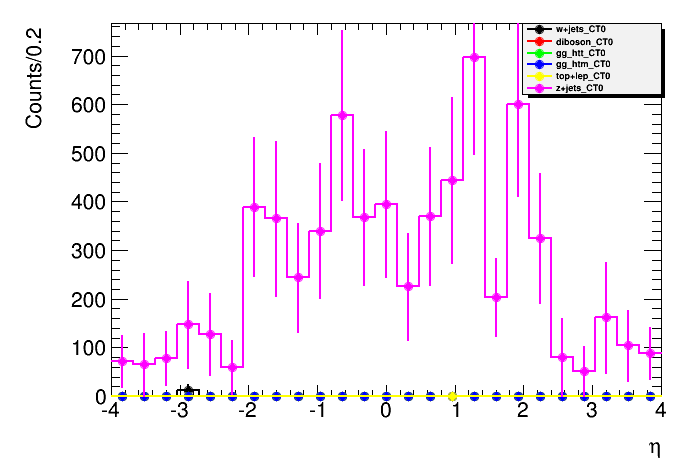 Counts/0.2
700
600
500
400
300
200
100
0
-4 -3 -2 -1 0 1 2 3 4
η
w+jets_CT0
diboson_CT0
gg_htt_CT0
gg_htm_CT0
top+lep_CT0
z+jets_CT0